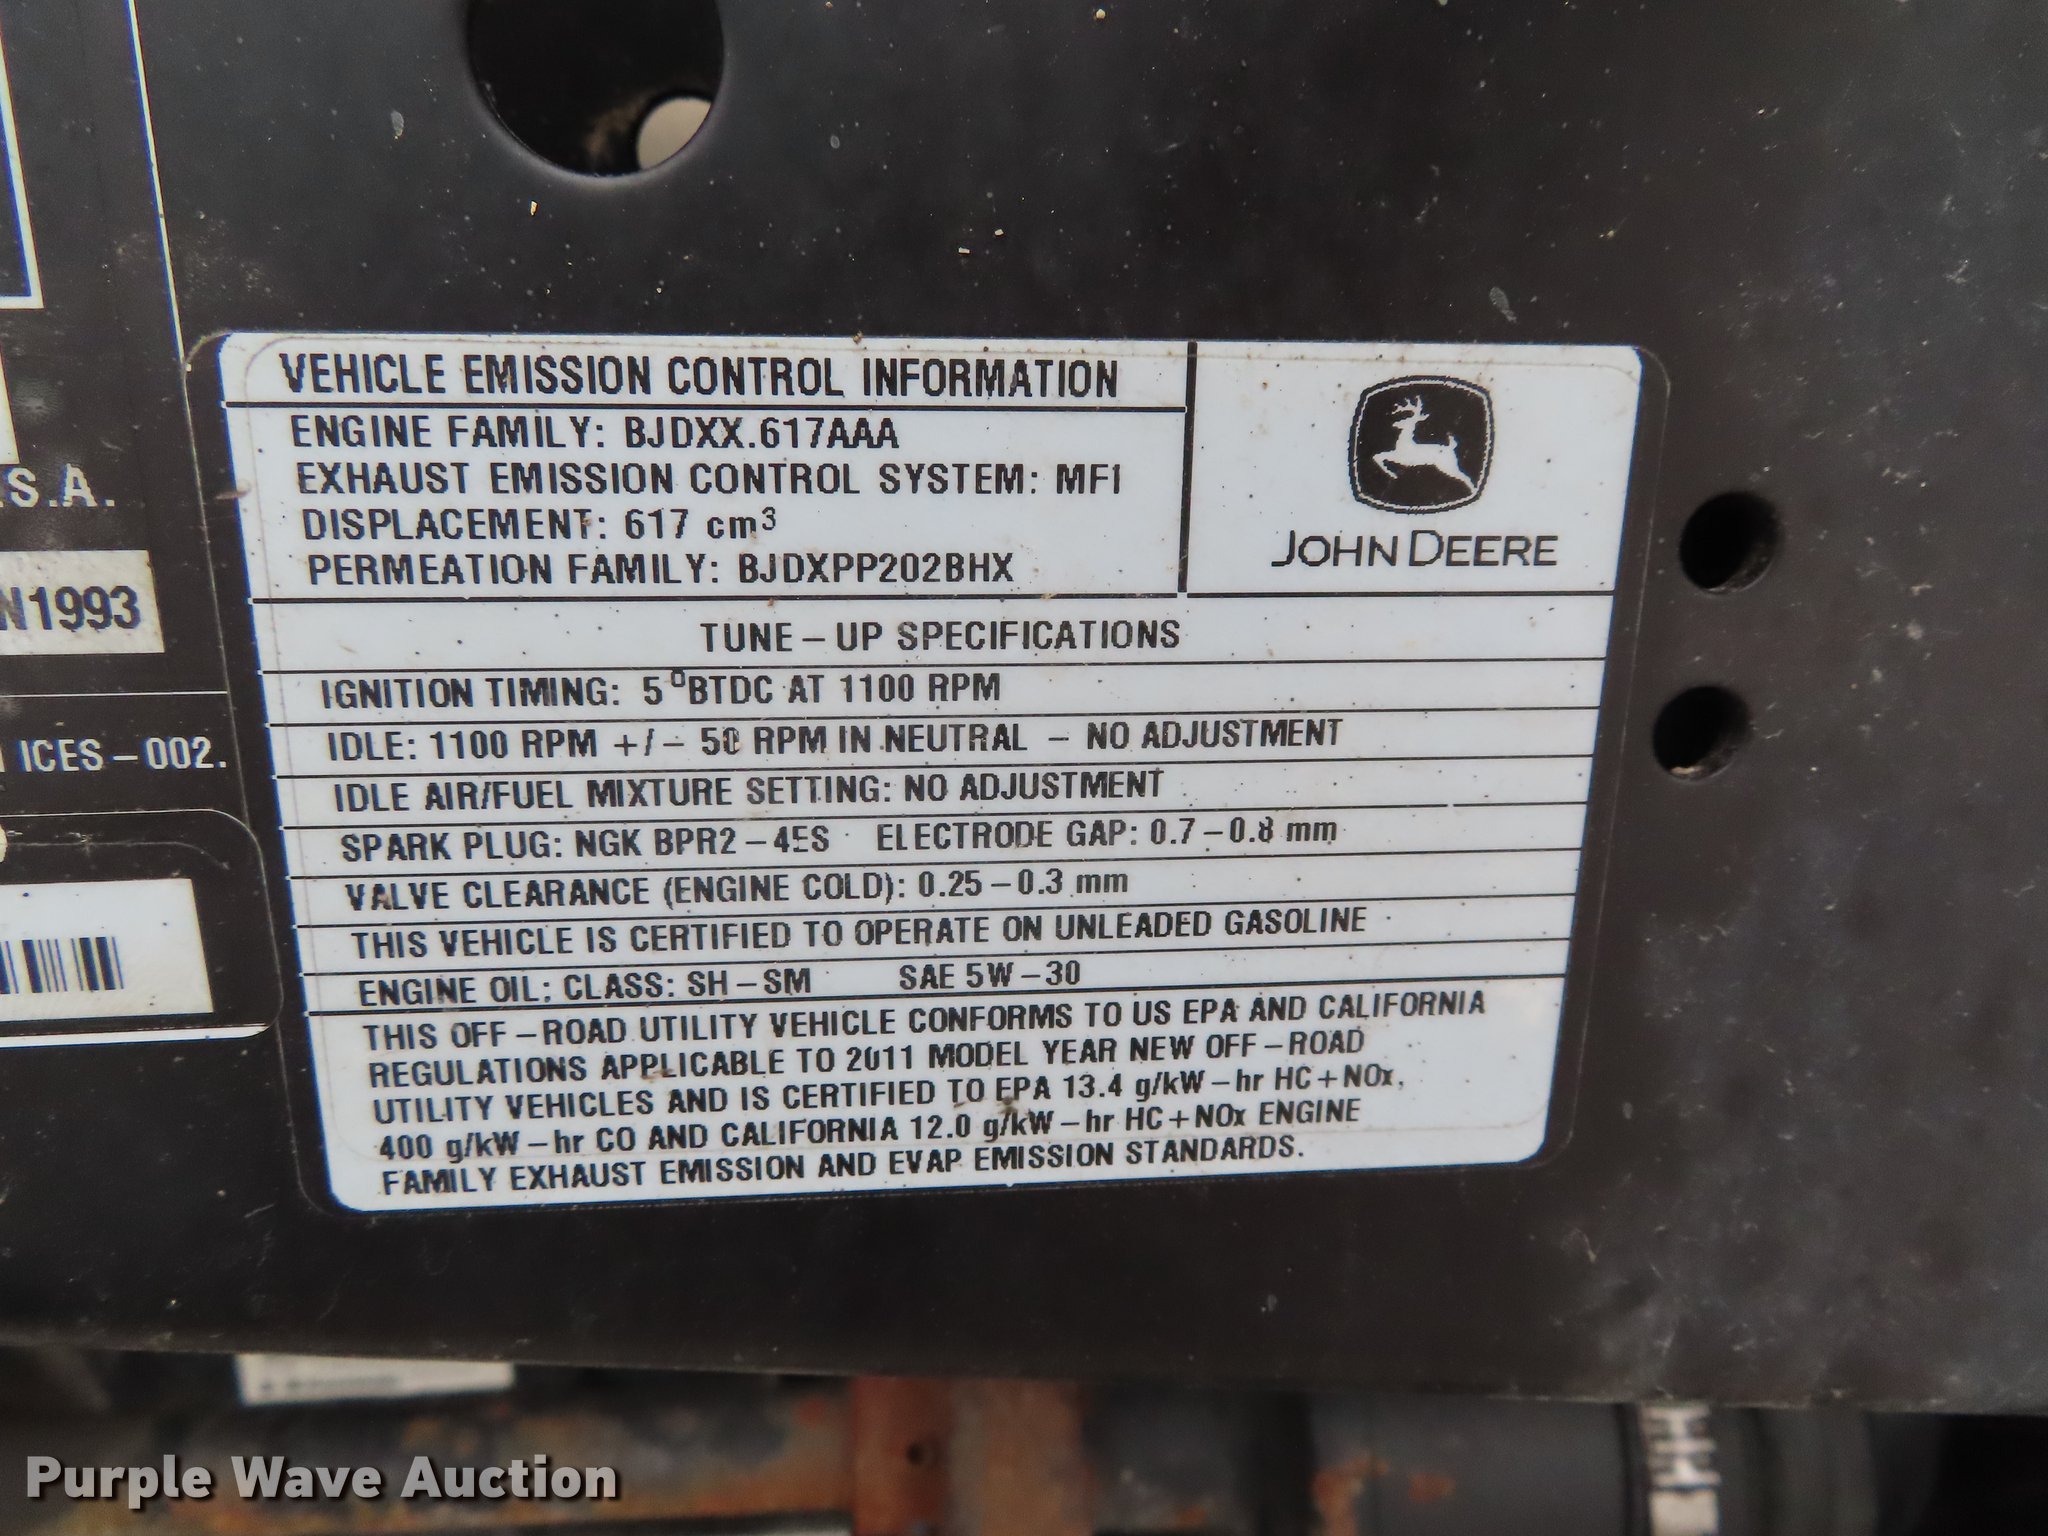 VEHICLE EMISSION CONTROL INFORMATION
ENGINE FAMILY: BJDXX.617AAA
EXHAUST EMISSION CONTROL SYSTEM: MFI
DISPLACEMENT: 617 cm³
PERMEATION FAMILY: BJDXPP202BHX
JOHN DEERE
TUNE-UP SPECIFICATIONS
IGNITION TIMING: 5°BTDC AT 1100 RPM
IDLE: 1100 RPM +/- 50 RPM IN NEUTRAL - NO ADJUSTMENT
IDLE AIR/FUEL MIXTURE SETTING: NO ADJUSTMENT
SPARK PLUG: NGK BPR2-4ES ELECTRODE GAP: 0.7-0.8 mm
VALVE CLEARANCE (ENGINE COLD): 0.25-0.3 mm
THIS VEHICLE IS CERTIFIED TO OPERATE ON UNLEADED GASOLINE
ENGINE OIL: CLASS: SH-SM SAE 5W-30
THIS OFF-ROAD UTILITY VEHICLE CONFORMS TO US EPA AND CALIFORNIA
REGULATIONS APPLICABLE TO 2011 MODEL YEAR NEW OFF-ROAD
UTILITY VEHICLES AND IS CERTIFIED TO EPA 13.4 g/kW-hr HC+NOx,
400 g/kW-hr CO AND CALIFORNIA 12.0 g/kW-hr HC+NOx ENGINE
FAMILY EXHAUST EMISSION AND EVAP EMISSION STANDARDS.
.S.A.
N1993
ICES-002.
Purple Wave Auction